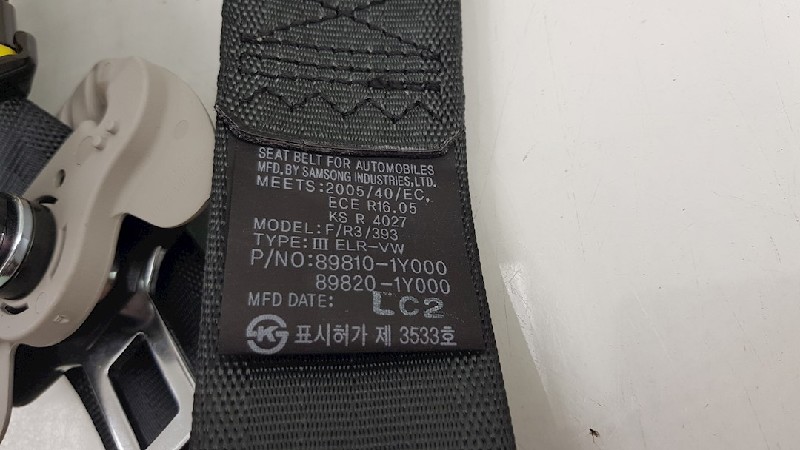 SEAT BELT FOR AUTOMOBILES
MFD.BY SAMSONG INDUSTRIES,LTD.
MEETS:2005/40/EC,
ECE R16.05
KS R 4027
MODEL:F/R3/393
TYPE:Ⅲ ELR-VW
P/NO:89810-1Y000
89820-1Y000
MFD DATE: LC2
표시허가 제 3533호